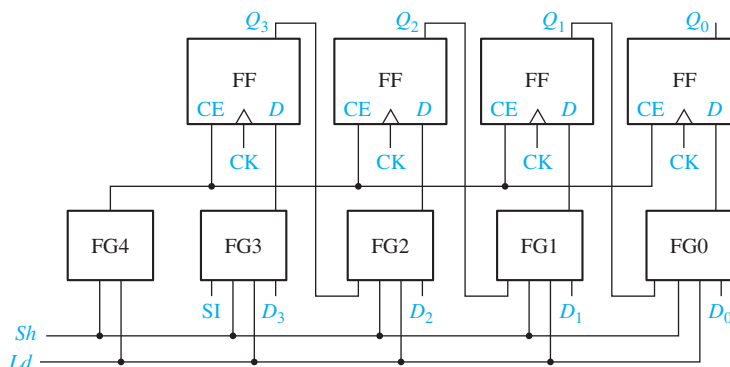 Q3 Q2 Q1 Q0
FF FF FF FF
CE D CE D CE D CE D
CK CK CK CK
FG4 FG3 FG2 FG1 FG0
SI D3 D2 D1 D0
Sh
Ld